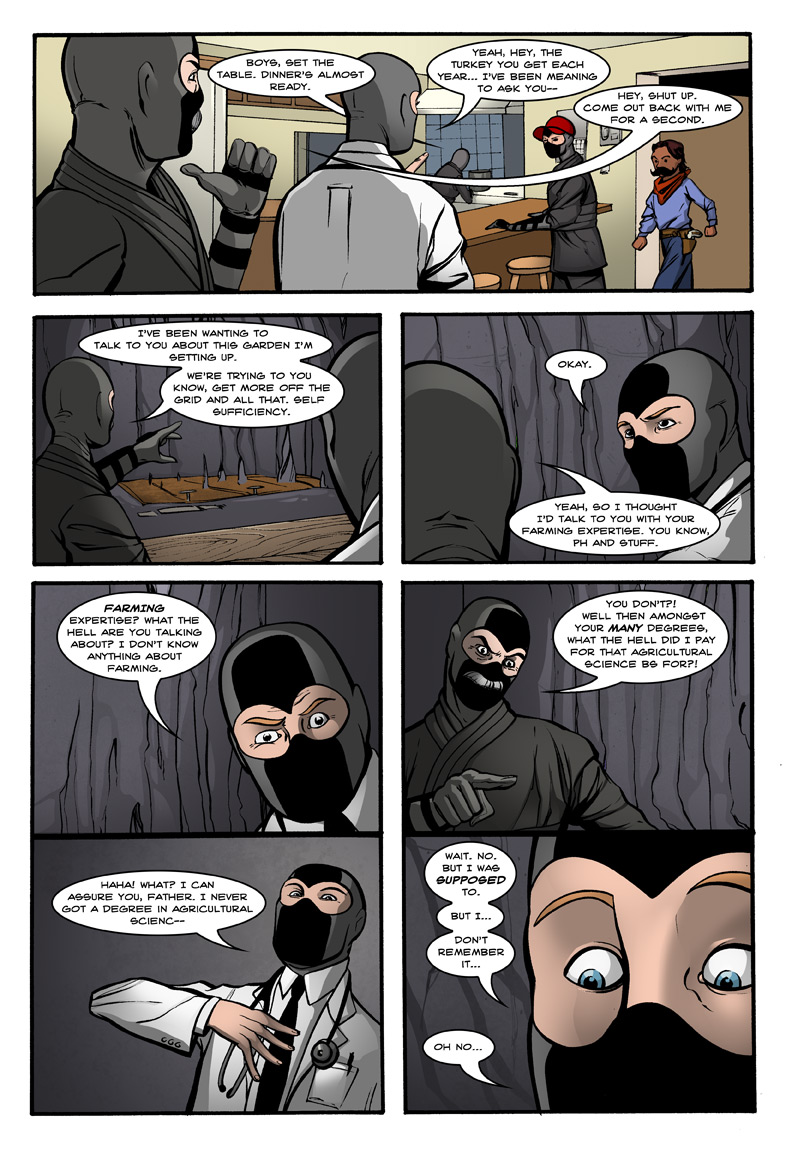 BOYS, SET THE
TABLE. DINNER'S ALMOST
READY.
YEAH, HEY, THE
TURKEY YOU GET EACH
YEAR... I'VE BEEN MEANING
TO ASK YOU--
HEY, SHUT UP.
COME OUT BACK WITH ME
FOR A SECOND.
I'VE BEEN WANTING TO
TALK TO YOU ABOUT THIS GARDEN I'M
SETTING UP.
WE'RE TRYING TO YOU
KNOW, GET MORE OFF THE
GRID AND ALL THAT. SELF
SUFFICIENCY.
OKAY.
YEAH, SO I THOUGHT
I'D TALK TO YOU WITH YOUR
FARMING EXPERTISE. YOU KNOW,
PH AND STUFF.
FARMING
EXPERTISE? WHAT THE
HELL ARE YOU TALKING
ABOUT? I DON'T KNOW
ANYTHING ABOUT
FARMING.
YOU DON'T?!
WELL THEN AMONGST
YOUR MANY DEGREES,
WHAT THE HELL DID I PAY
FOR THAT AGRICULTURAL
SCIENCE BS FOR?!
HAHA! WHAT? I CAN
ASSURE YOU, FATHER. I NEVER
GOT A DEGREE IN AGRICULTURAL
SCIENC--
WAIT. NO.
BUT I WAS
SUPPOSED
TO.
BUT I...
DON'T
REMEMBER
IT...
OH NO...